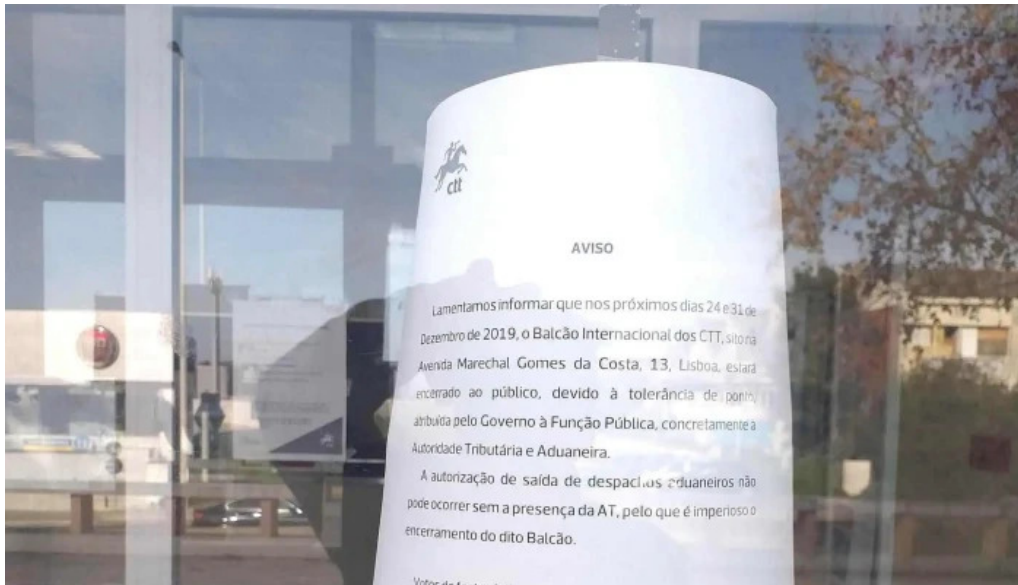 ctt
AVISO
Lamentamos informar que nos próximos dias 24 e 31 de
Dezembro de 2019, o Balcão Internacional dos CTT, sito na
Avenida Marechal Gomes da Costa, 13, Lisboa, estará
encerrado ao público, devido à tolerância de ponto,
atribuída pelo Governo à Função Pública, concretamente à
Autoridade Tributária e Aduaneira.
A autorização de saída de despachos aduaneiros não
pode ocorrer sem a presença da AT, pelo que é imperioso o
encerramento do dito Balcão.
Votos de